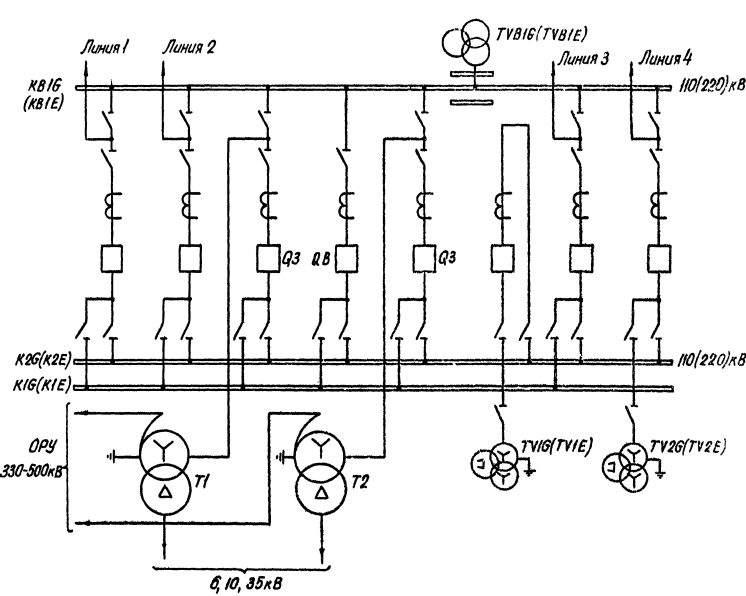 TVB1G(TVB1E)
Линия 1
Линия 2
Линия 3
Линия 4
KB1G
(KB1E)
110(220)кВ
Q3
QB
Q3
K2G(K2E)
110(220)кВ
K1G(K1E)
ОРУ
330-500кВ
T1
T2
TV1G(TV1E)
TV2G(TV2E)
6, 10, 35кВ